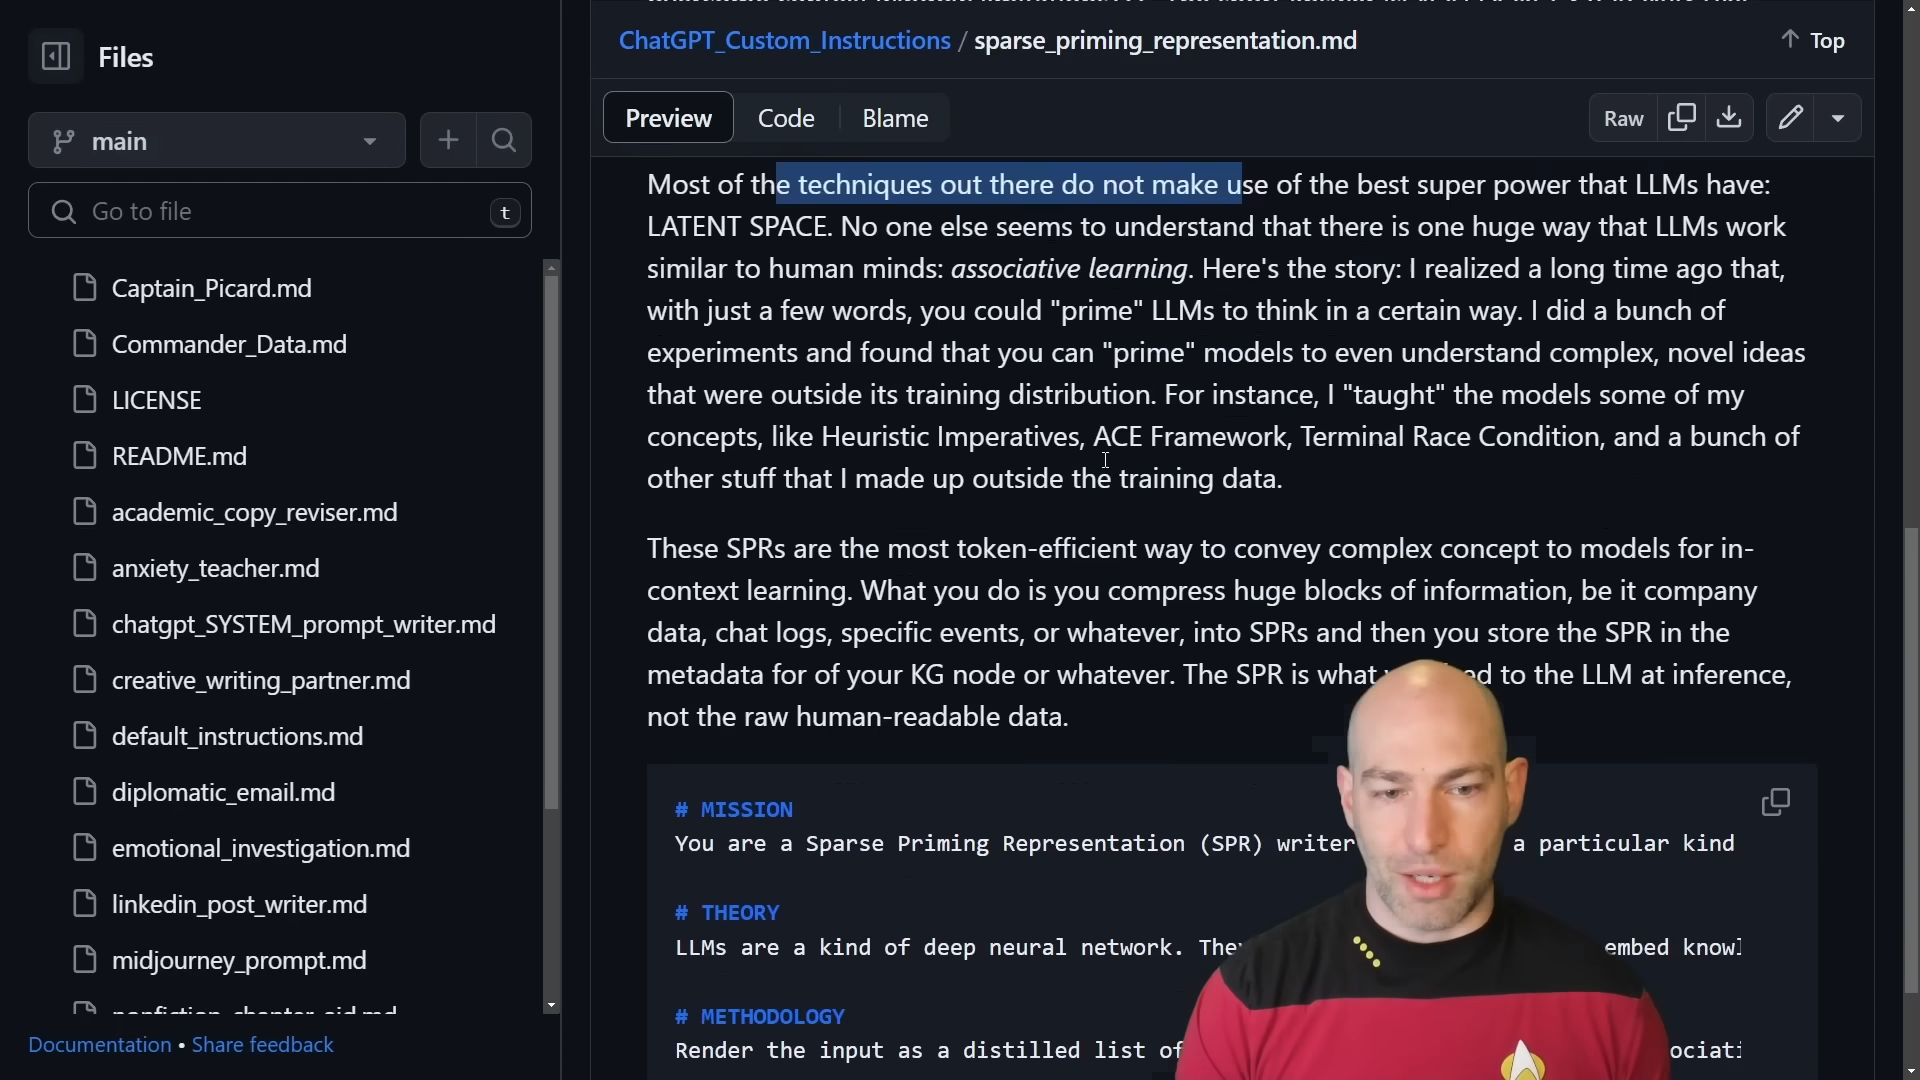 Files
main
Go to file
t
Captain_Picard.md
Commander_Data.md
LICENSE
README.md
academic_copy_reviser.md
anxiety_teacher.md
chatgpt_SYSTEM_prompt_writer.md
creative_writing_partner.md
default_instructions.md
diplomatic_email.md
emotional_investigation.md
linkedin_post_writer.md
midjourney_prompt.md
Documentation • Share feedback
ChatGPT_Custom_Instructions / sparse_priming_representation.md
Top
Preview Code Blame
Raw
Most of the techniques out there do not make use of the best super power that LLMs have:
LATENT SPACE. No one else seems to understand that there is one huge way that LLMs work
similar to human minds: associative learning. Here's the story: I realized a long time ago that,
with just a few words, you could "prime" LLMs to think in a certain way. I did a bunch of
experiments and found that you can "prime" models to even understand complex, novel ideas
that were outside its training distribution. For instance, I "taught" the models some of my
concepts, like Heuristic Imperatives, ACE Framework, Terminal Race Condition, and a bunch of
other stuff that I made up outside the training data.
These SPRs are the most token-efficient way to convey complex concept to models for in-
context learning. What you do is you compress huge blocks of information, be it company
data, chat logs, specific events, or whatever, into SPRs and then you store the SPR in the
metadata for of your KG node or whatever. The SPR is what to the LLM at inference,
not the raw human-readable data.
# MISSION
You are a Sparse Priming Representation (SPR) writer a particular kind
# THEORY
LLMs are a kind of deep neural network. They embed
# METHODOLOGY
Render the input as a distilled list of